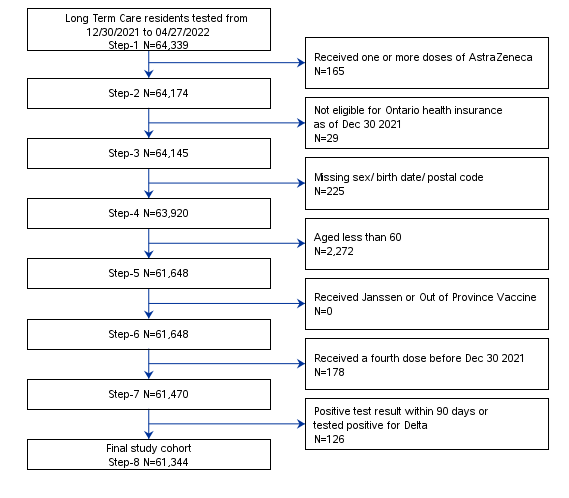 Long Term Care residents tested from
12/30/2021 to 04/27/2022
Step-1 N=64,339
Received one or more doses of AstraZeneca
N=165
Step-2 N=64,174
Not eligible for Ontario health insurance
as of Dec 30 2021
N=29
Step-3 N=64,145
Missing sex/ birth date/ postal code
N=225
Step-4 N=63,920
Aged less than 60
N=2,272
Step-5 N=61,648
Received Janssen or Out of Province Vaccine
N=0
Step-6 N=61,648
Received a fourth dose before Dec 30 2021
N=178
Step-7 N=61,470
Positive test result within 90 days or
tested positive for Delta
N=126
Final study cohort
Step-8 N=61,344